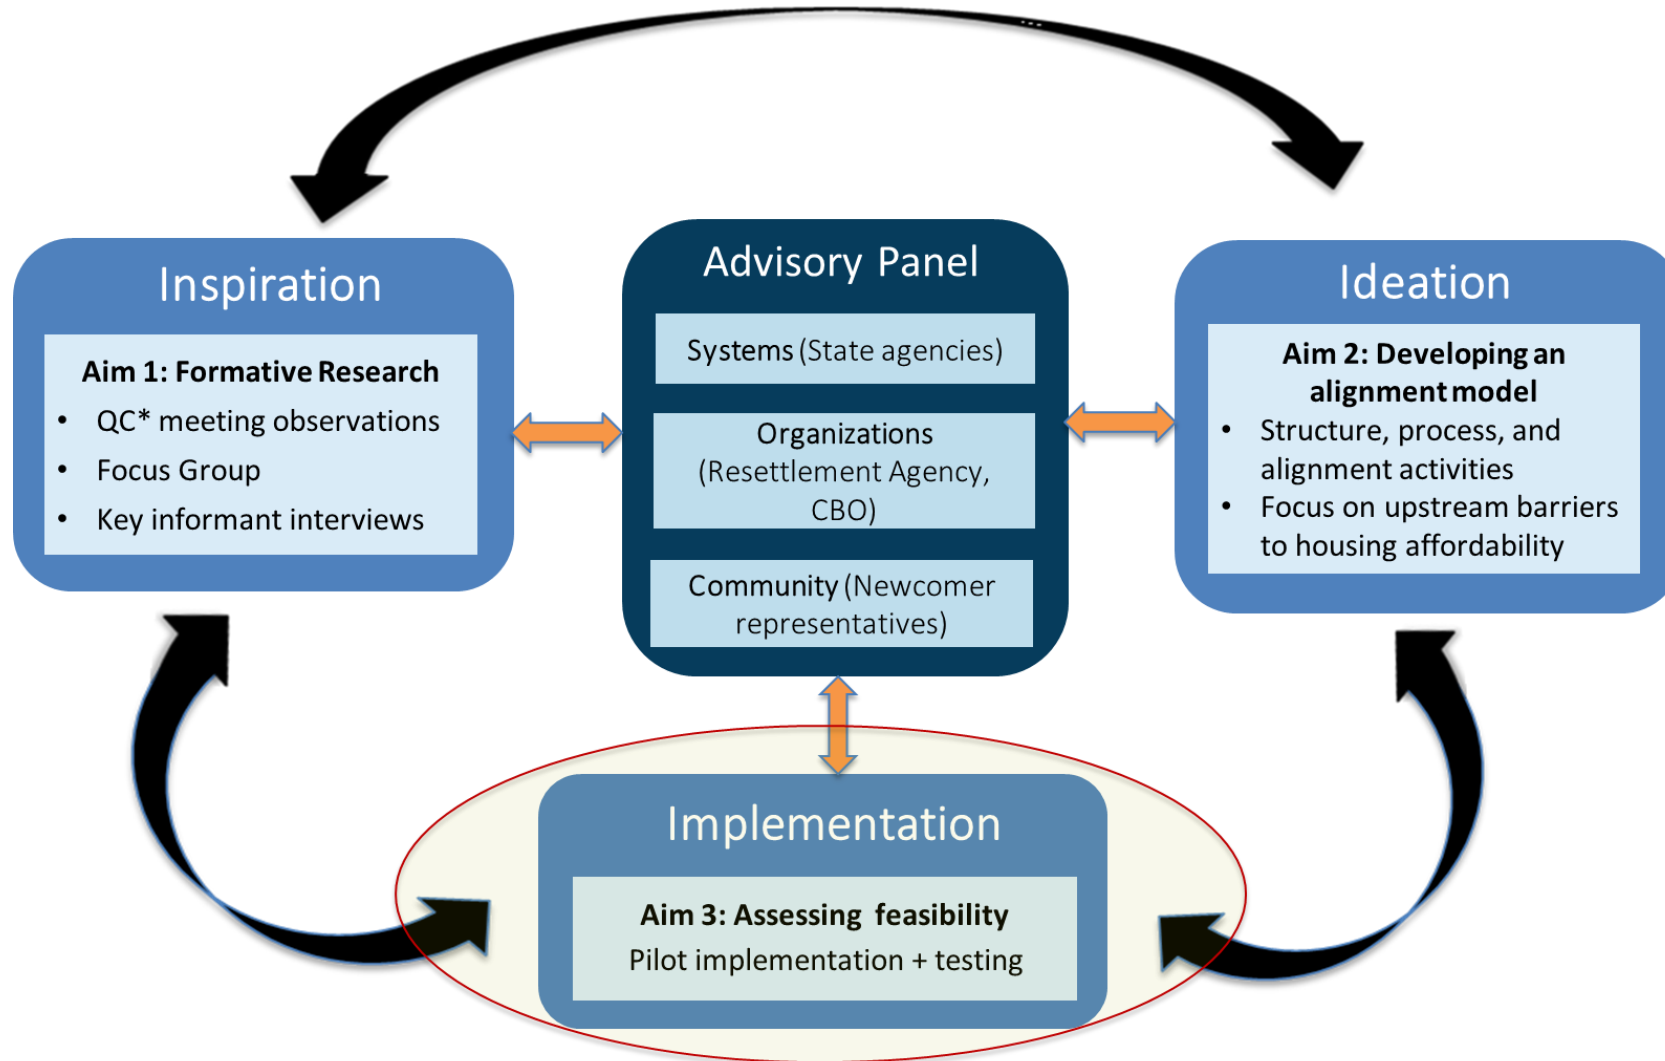 ...
Inspiration
Aim 1: Formative Research
• QC* meeting observations
• Focus Group
• Key informant interviews
Advisory Panel
Systems (State agencies)
Organizations
(Resettlement Agency,
CBO)
Community (Newcomer
representatives)
Ideation
Aim 2: Developing an
alignment model
• Structure, process, and
alignment activities
• Focus on upstream barriers
to housing affordability
Implementation
Aim 3: Assessing feasibility
Pilot implementation + testing